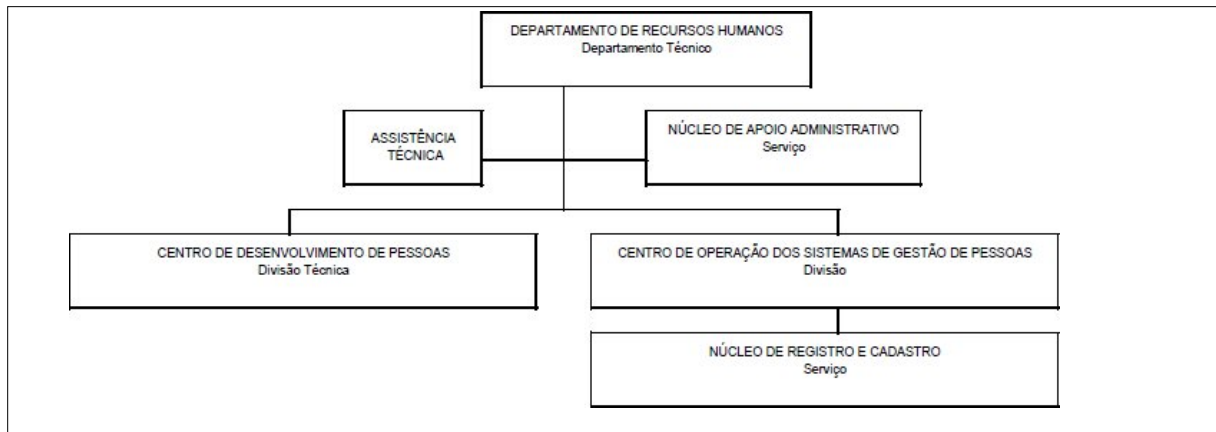 DEPARTAMENTO DE RECURSOS HUMANOS
Departamento Técnico
ASSISTÊNCIA
TÉCNICA
NÚCLEO DE APOIO ADMINISTRATIVO
Serviço
CENTRO DE DESENVOLVIMENTO DE PESSOAS
Divisão Técnica
CENTRO DE OPERAÇÃO DOS SISTEMAS DE GESTÃO DE PESSOAS
Divisão
NÚCLEO DE REGISTRO E CADASTRO
Serviço